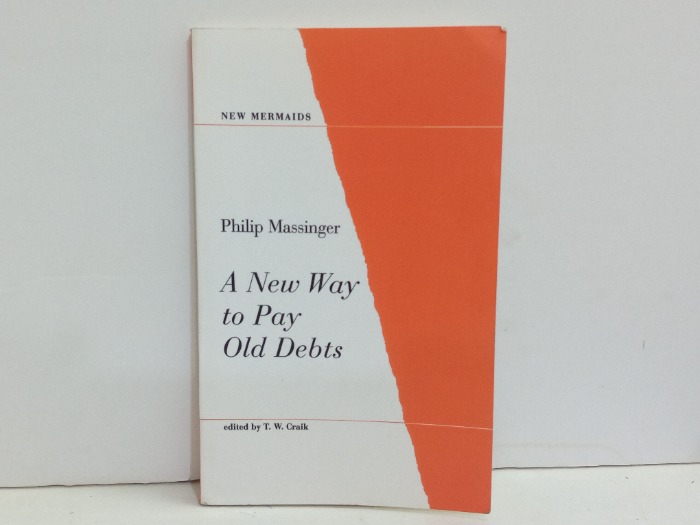 NEW MERMAIDS
Philip Massinger
A New Way
to Pay
Old Debts
edited by T. W. Craik